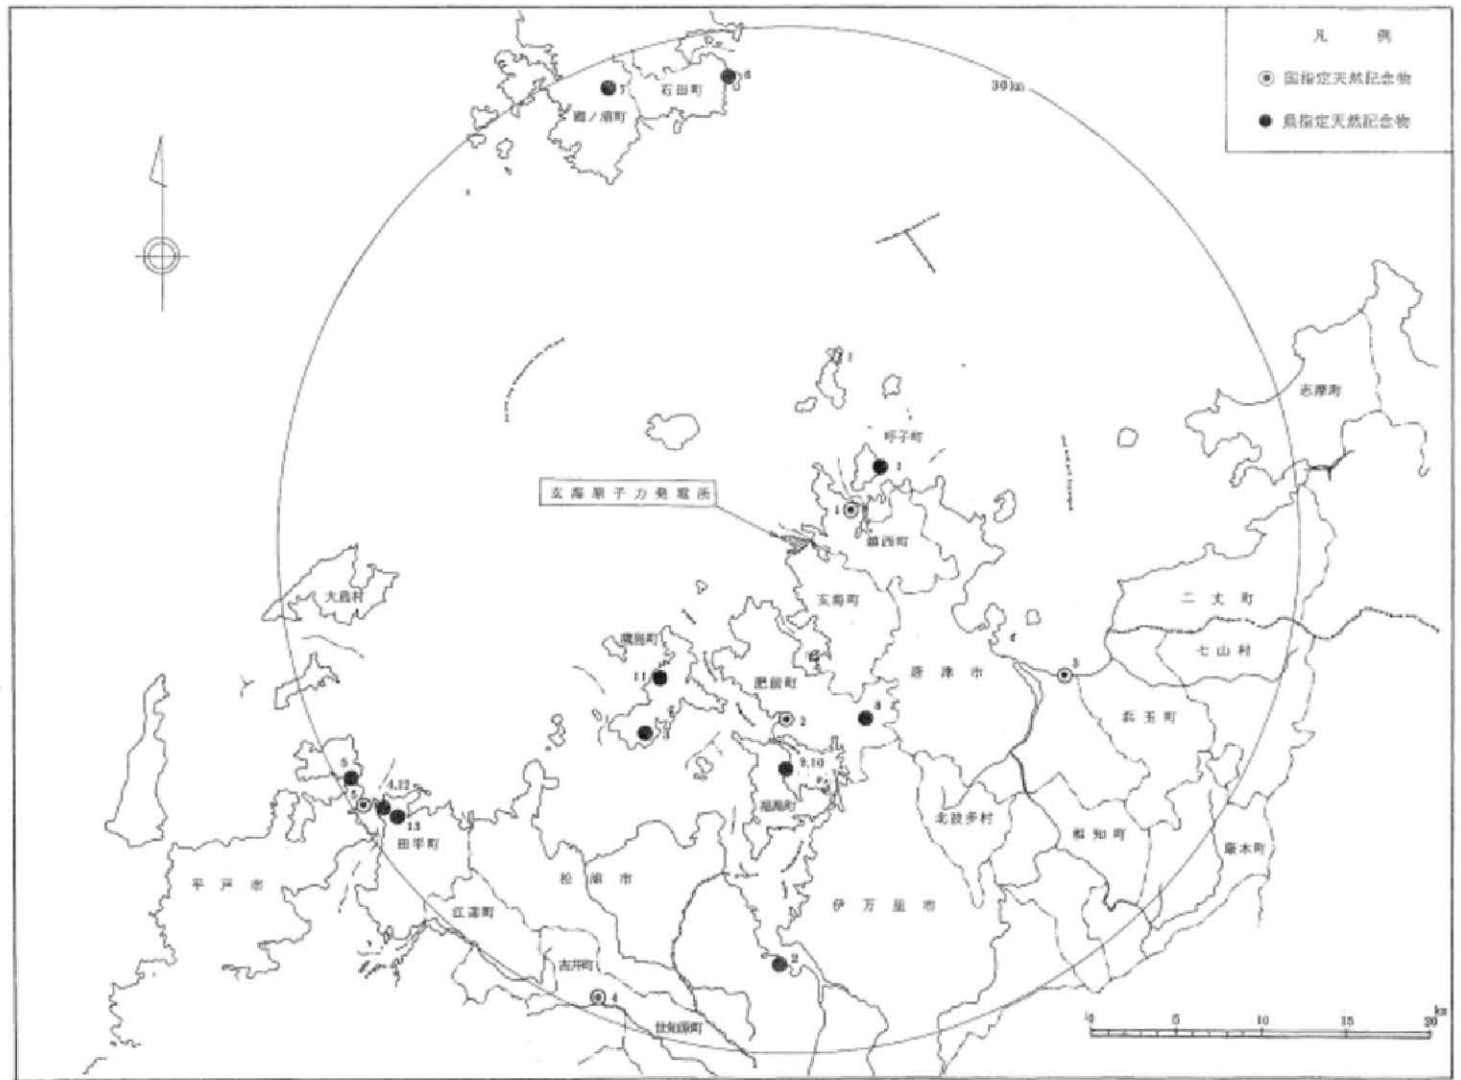 凡 例
国指定天然記念物
県指定天然記念物
30km
6
7
石田町
郷ノ浦町
志摩町
1
呼子町
1
玄海原子力発電所
1
鎮西町
大島村
玄海町
二丈町
七山村
鷹島町
唐津市
3
11
肥前町
浜玉町
3
2
8
5
9,10
5
4,12
13
福島町
田平町
北波多村
相知町
厳木町
平戸市
松浦市
江迎町
伊万里市
吉井町
2
4
世知原町
0 5 10 15 20 km